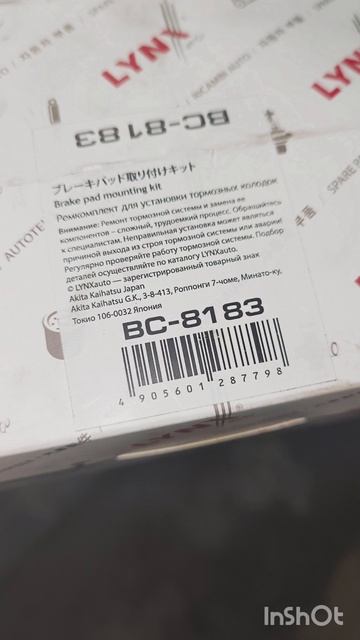 LYNX
LYNX
BC-8183
ブレーキパッド取り付けキット
Brake pad mounting kit
Ремкомплект для установки тормозных колодок
Внимание: Ремонт тормозной системы и замена ее
компонентов – сложный, трудоемкий процесс. Обращайтесь
к специалистам. Неправильная установка может являться
причиной выхода из строя тормозной системы или аварии!
Регулярно проверяйте работу тормозной системы. Подбор
деталей осуществляйте по каталогу LYNXauto.
© LYNXauto — зарегистрированный товарный знак
Akita Kaihatsu Japan
Akita Kaihatsu G.K., 3-8-413, Роппонги 7-чоме, Минато-ку,
Токио 106-0032 Япония
BC-8183
4 905601 287798
AUTOTE
SPARE
InShOt